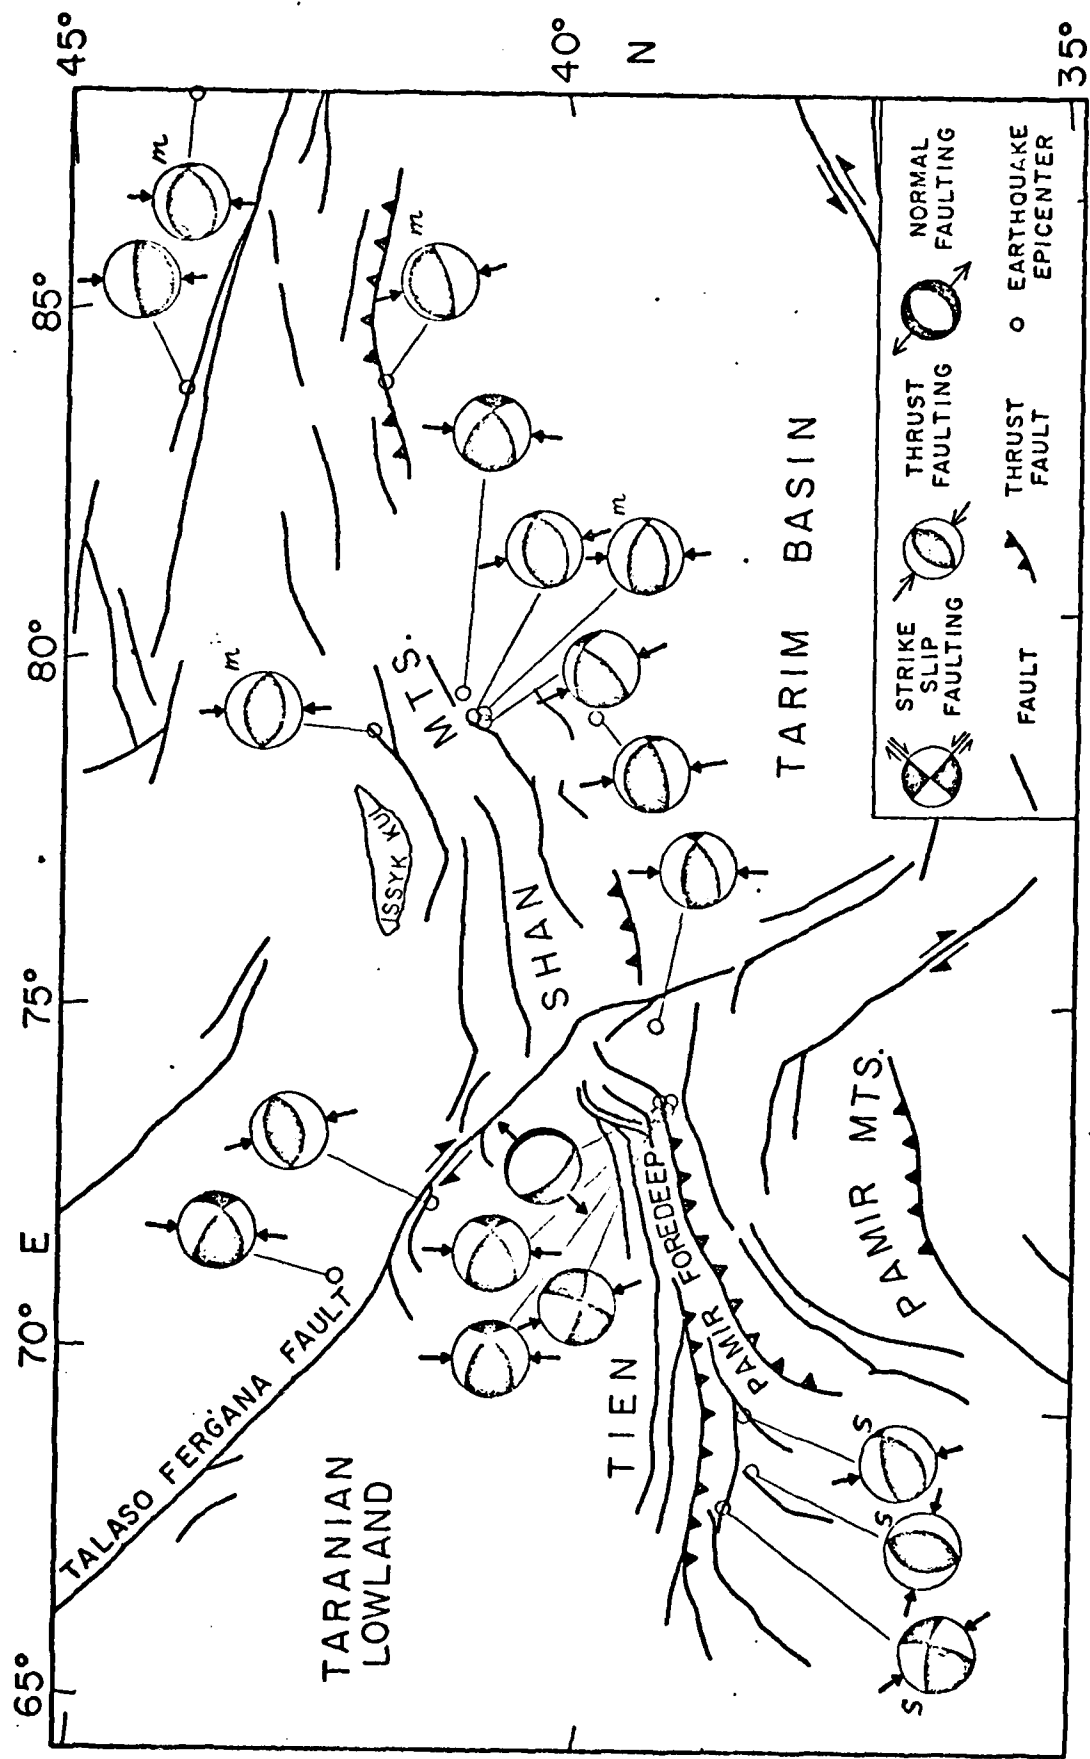 65°
70°
E
75°
80°
85°
45°
40°
N
35°
TALASO FERGANA FAULT
TARANIAN
LOWLAND
TIEN
SHAN
MTS.
ISSYK KUL
PAMIR FOREDEEP
PAMIR MTS.
TARIM BASIN
m
m
m
m
m
S
S
S
STRIKE
SLIP
FAULTING
THRUST
FAULTING
NORMAL
FAULTING
FAULT
THRUST
FAULT
EARTHQUAKE
EPICENTER